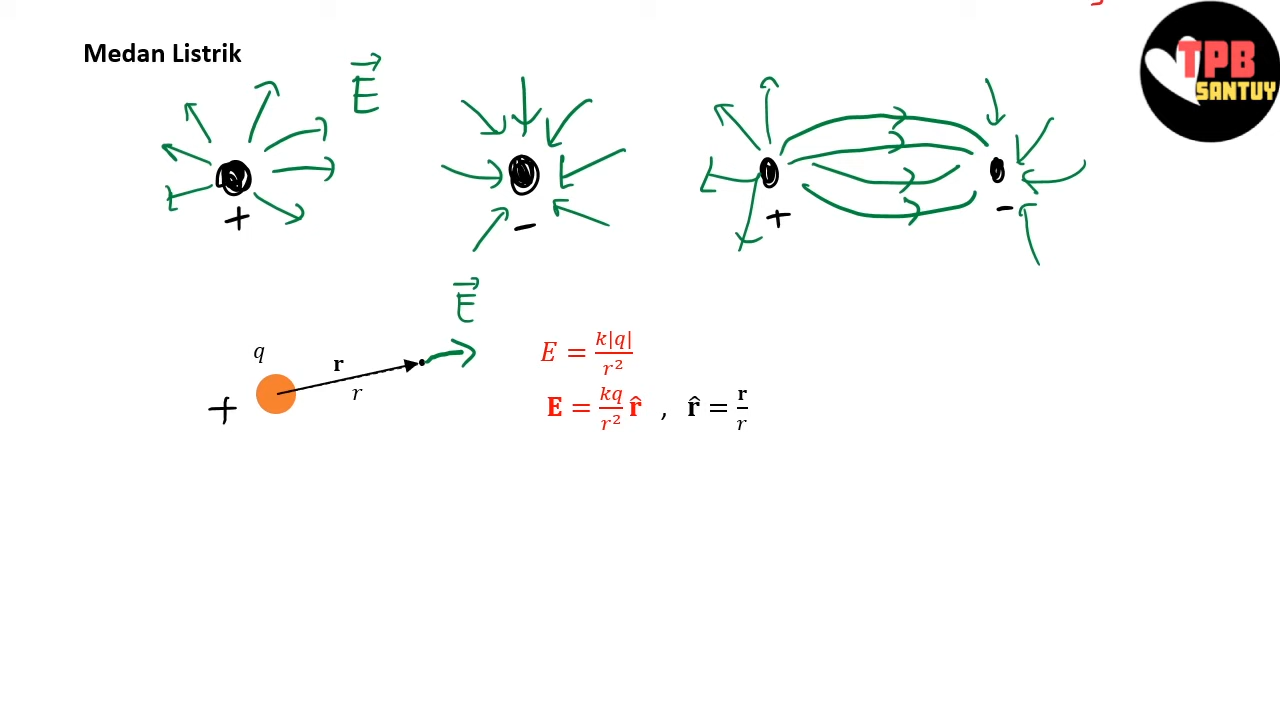 Medan Listrik
TPB
SANTUY
E⃗
+
-
+
-
E⃗
q
r
r
+
E = k|q|/r²
E = kq/r² r̂ , r̂ = r/r